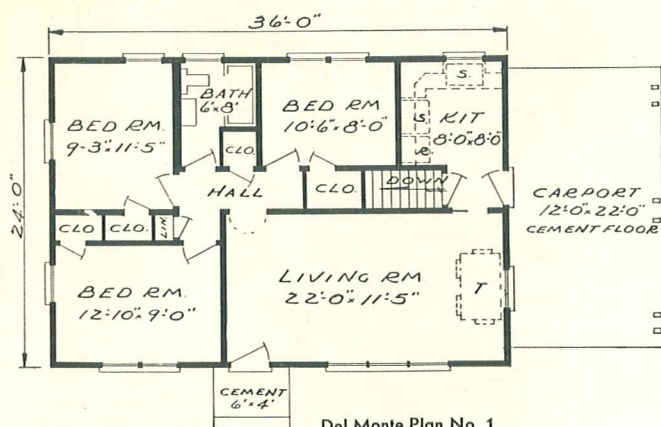 36'-0"
24'-0"
BED RM.
9-3"x11'-5"
BATH
6'x8'
CLO.
BED RM
10'-6"x8'-0"
S.
S.
R.
KIT
8'-0"x8'-0"
HALL
CLO.
DOWN
CARPORT
12'-0"x22'-0"
CEMENT FLOOR
CLO
CLO.
LIN.
BED RM.
12'-10"x9'-0"
LIVING RM
22'-0"x11'-5"
T
CEMENT
6'x4'
Del Monte Plan No. 1